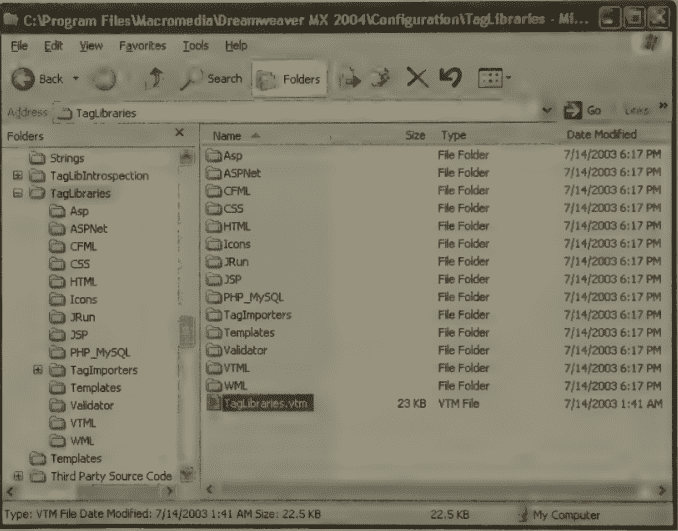 C:\Program Files\Macromedia\Dreamweaver MX 2004\Configuration\TagLibraries - Mi...
File Edit View Favorites Tools Help
Back Search Folders
Address TagLibraries Go Links »
Folders × Name Size Type Date Modified
Strings
TagLibIntrospection
TagLibraries
Asp
ASPNet
CFML
CSS
HTML
Icons
JRun
JSP
PHP_MySQL
TagImporters
Templates
Validator
VTML
WML
Templates
Third Party Source Code
Asp File Folder 7/14/2003 6:17 PM
ASPNet File Folder 7/14/2003 6:17 PM
CFML File Folder 7/14/2003 6:17 PM
CSS File Folder 7/14/2003 6:17 PM
HTML File Folder 7/14/2003 6:17 PM
Icons File Folder 7/14/2003 6:17 PM
JRun File Folder 7/14/2003 6:17 PM
JSP File Folder 7/14/2003 6:17 PM
PHP_MySQL File Folder 7/14/2003 6:17 PM
TagImporters File Folder 7/14/2003 6:17 PM
Templates File Folder 7/14/2003 6:17 PM
Validator File Folder 7/14/2003 6:17 PM
VTML File Folder 7/14/2003 6:17 PM
WML File Folder 7/14/2003 6:17 PM
TagLibraries.vtm 23 KB VTM File 7/14/2003 1:41 AM
Type: VTM File Date Modified: 7/14/2003 1:41 AM Size: 22.5 KB 22.5 KB My Computer